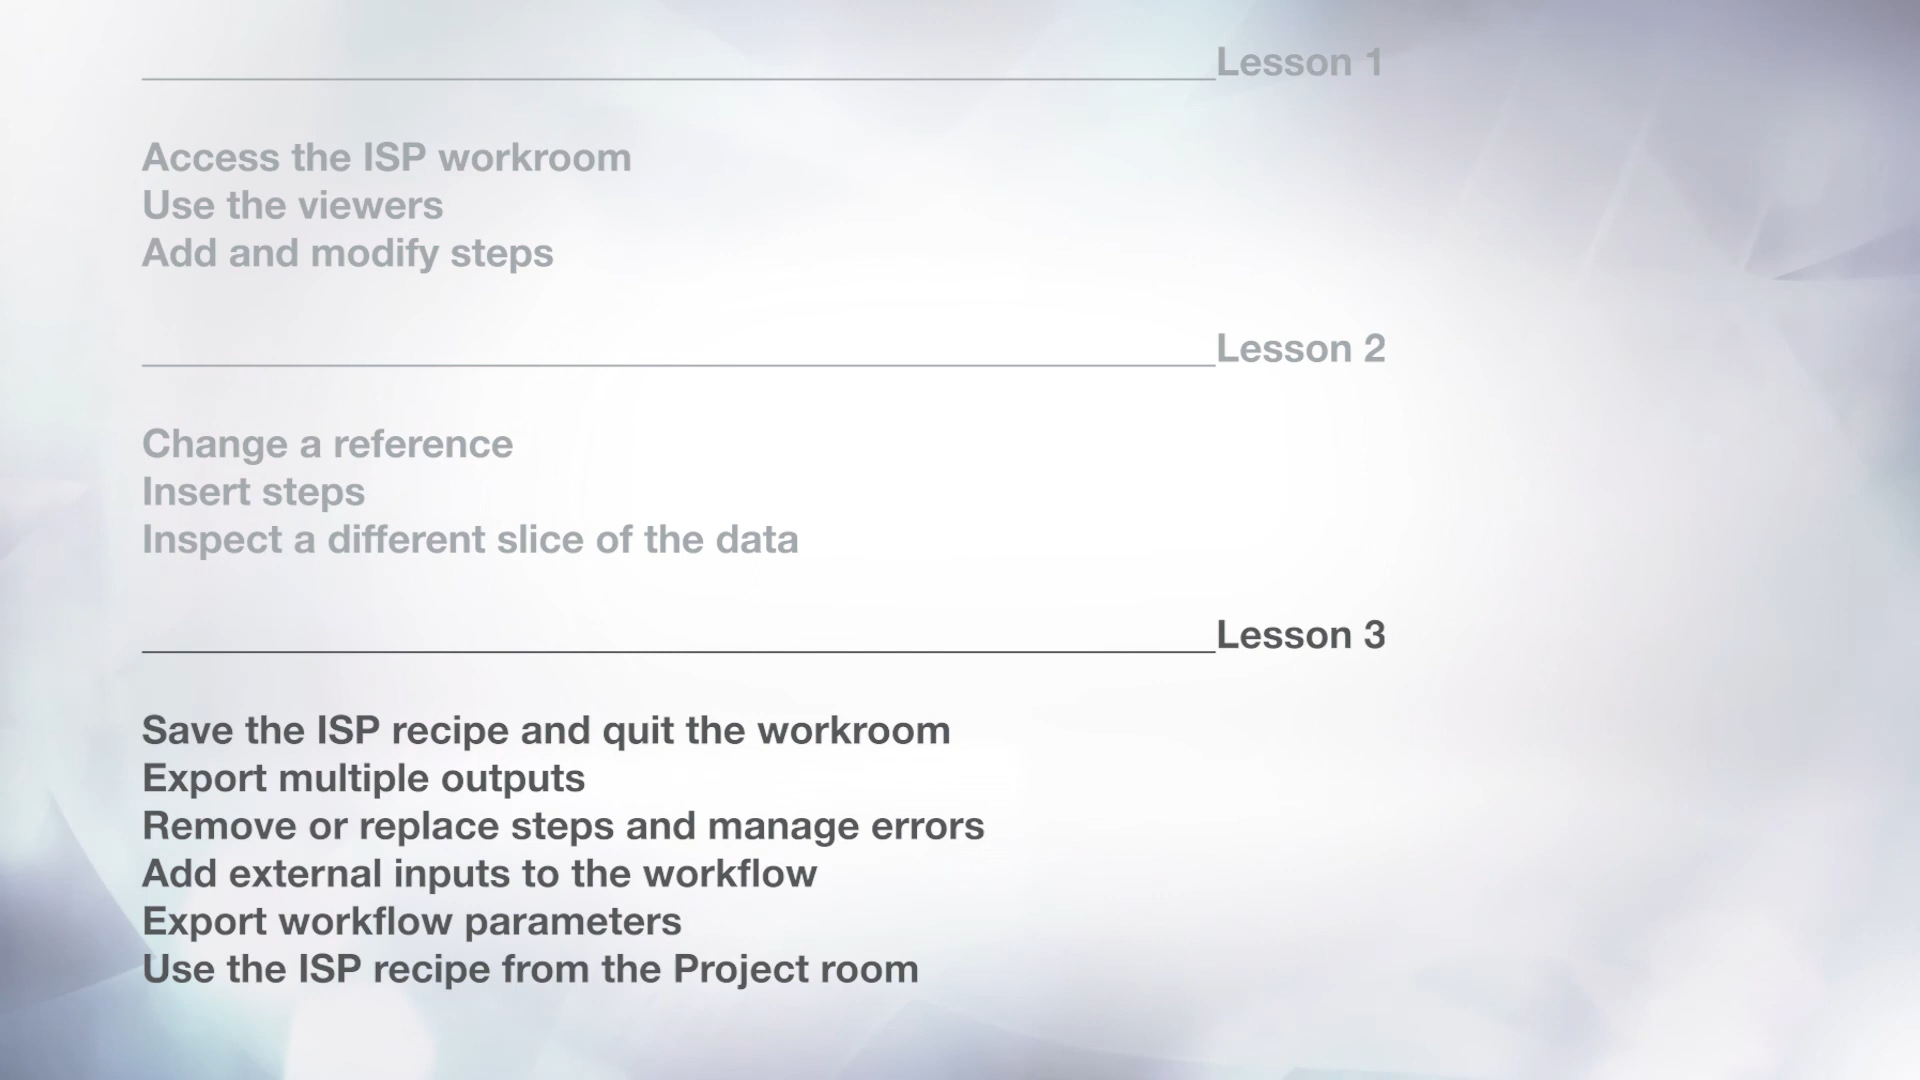 Lesson 1
Access the ISP workroom
Use the viewers
Add and modify steps
Lesson 2
Change a reference
Insert steps
Inspect a different slice of the data
Lesson 3
Save the ISP recipe and quit the workroom
Export multiple outputs
Remove or replace steps and manage errors
Add external inputs to the workflow
Export workflow parameters
Use the ISP recipe from the Project room